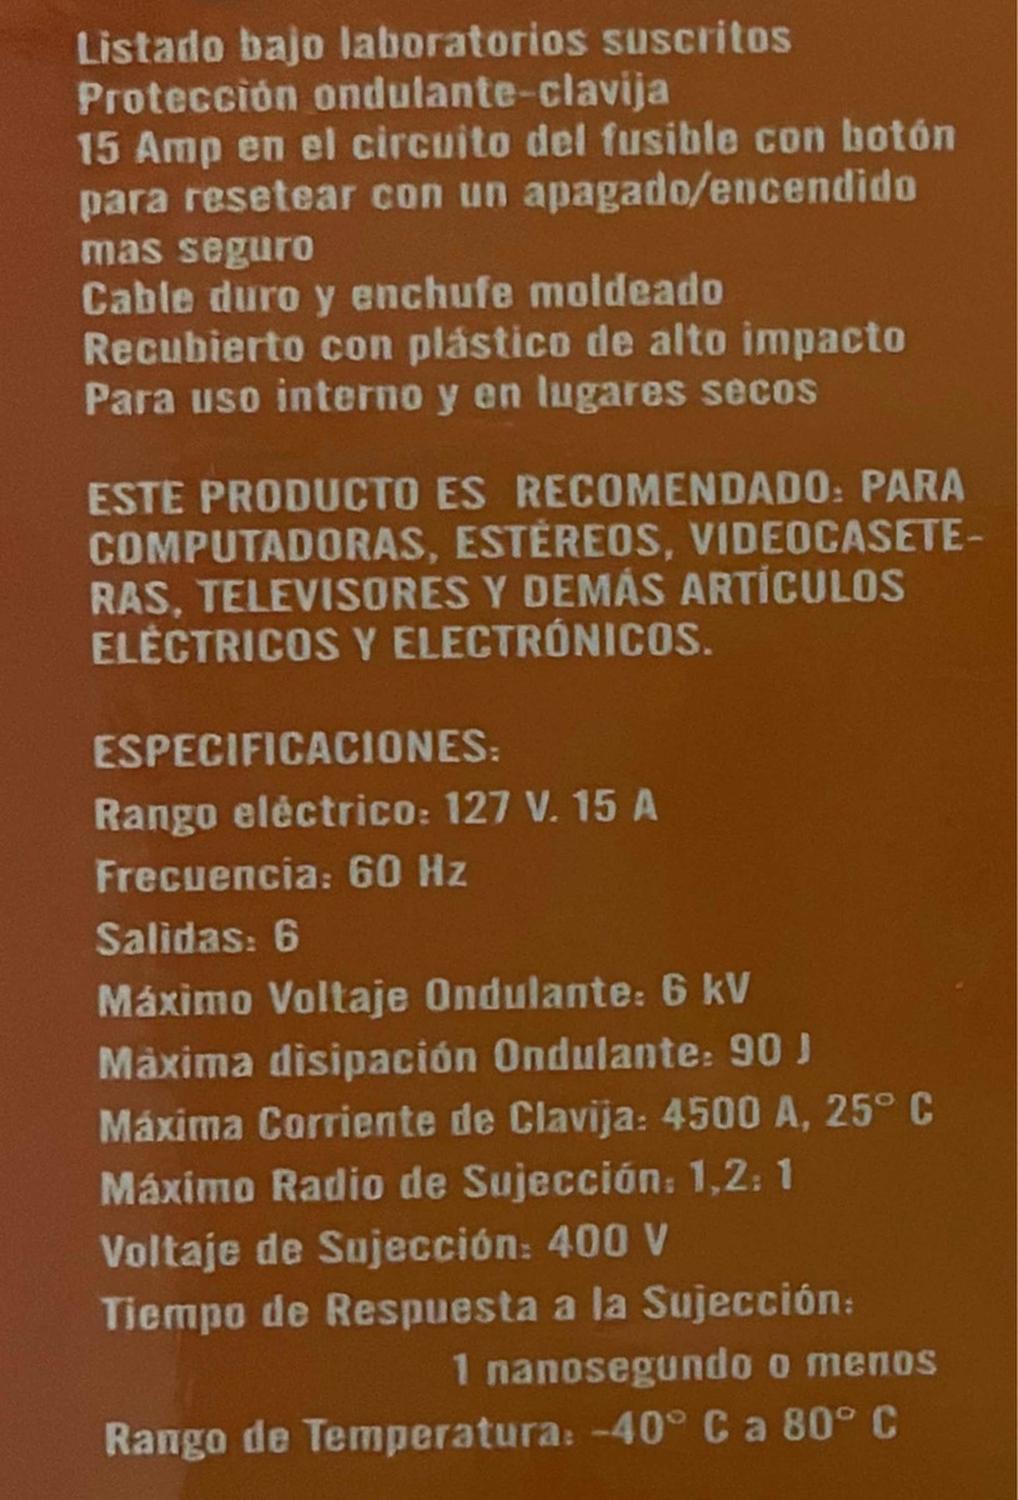 Listado bajo laboratorios suscritos
Protección ondulante-clavija
15 Amp en el circuito del fusible con botón
para resetear con un apagado/encendido
mas seguro
Cable duro y enchufe moldeado
Recubierto con plástico de alto impacto
Para uso interno y en lugares secos
ESTE PRODUCTO ES RECOMENDADO: PARA
COMPUTADORAS, ESTÉREOS, VIDEOCASETE-
RAS, TELEVISORES Y DEMÁS ARTÍCULOS
ELÉCTRICOS Y ELECTRÓNICOS.
ESPECIFICACIONES:
Rango eléctrico: 127 V. 15 A
Frecuencia: 60 Hz
Salidas: 6
Máximo Voltaje Ondulante: 6 kV
Máxima disipación Ondulante: 90 J
Máxima Corriente de Clavija: 4500 A, 25° C
Máximo Radio de Sujección: 1,2: 1
Voltaje de Sujección: 400 V
Tiempo de Respuesta a la Sujección:
1 nanosegundo o menos
Rango de Temperatura: -40° C a 80° C